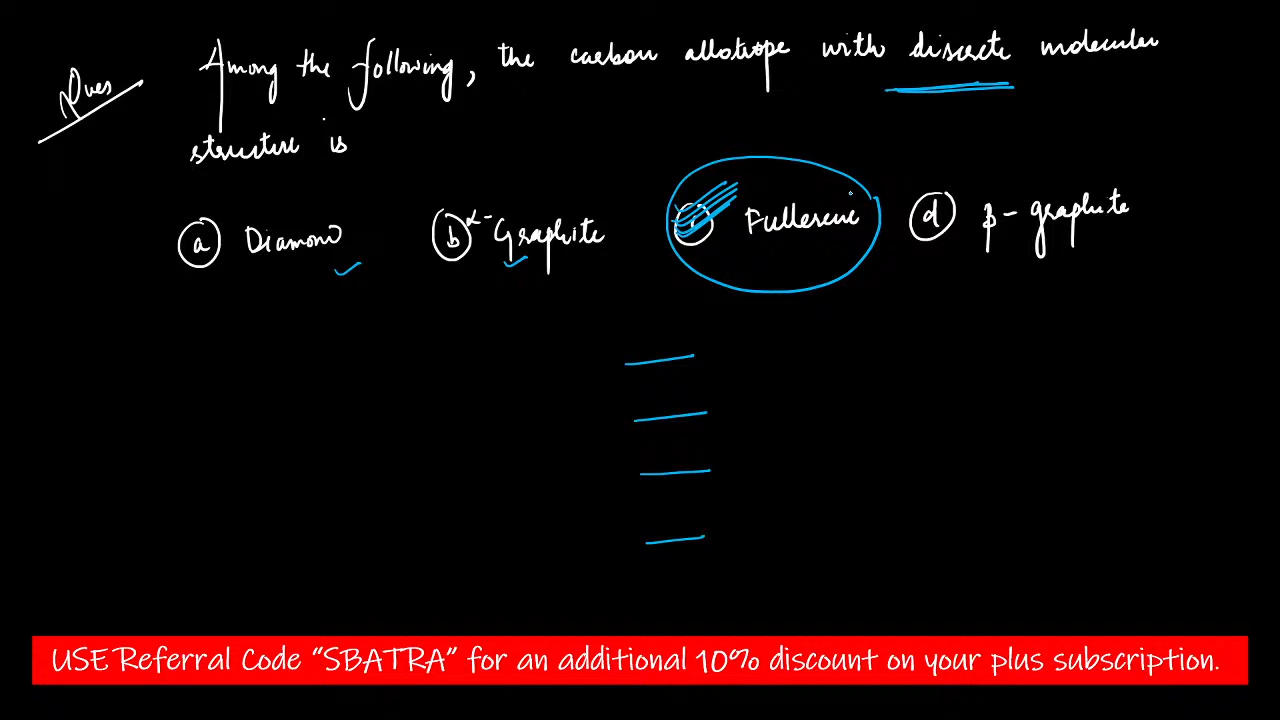 Ques Among the following, the carbon allotrope with discrete molecular
structure is
(a) Diamond (b) α-Graphite (c) Fullerene (d) β-graphite
USE Referral Code "SBATRA" for an additional 10% discount on your plus subscription.